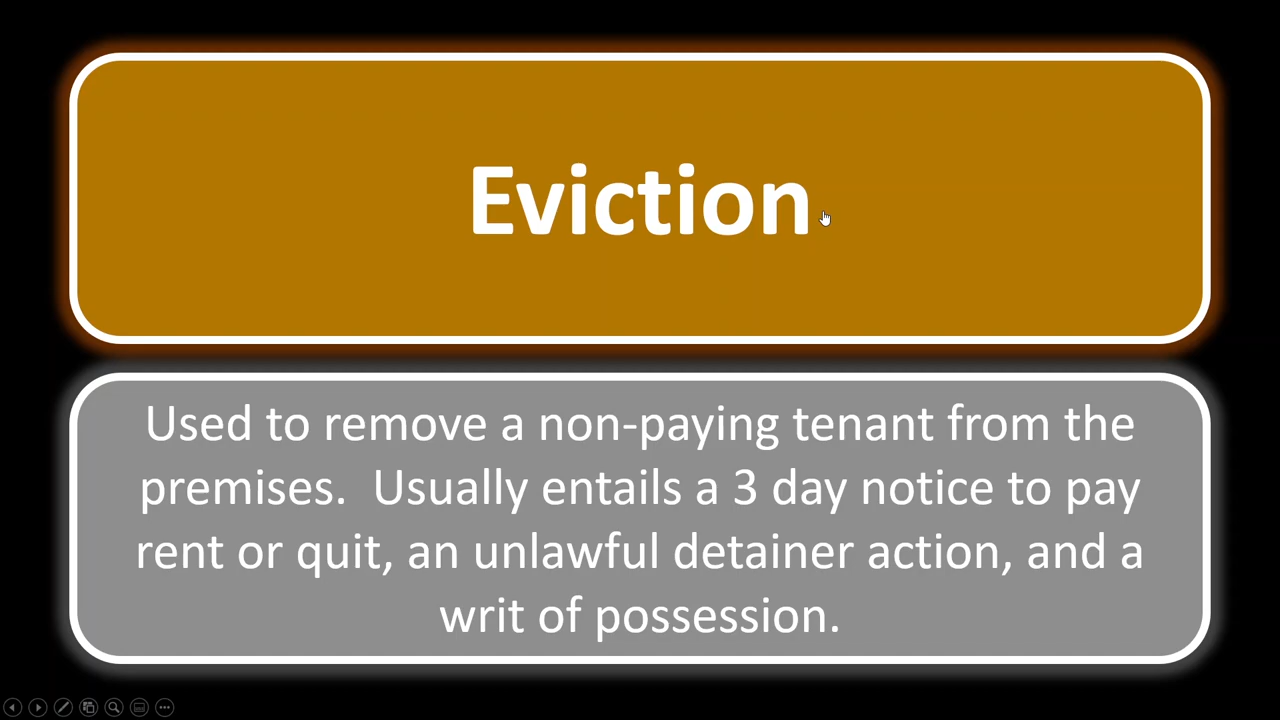 Eviction
Used to remove a non-paying tenant from the
premises.  Usually entails a 3 day notice to pay
rent or quit, an unlawful detainer action, and a
writ of possession.